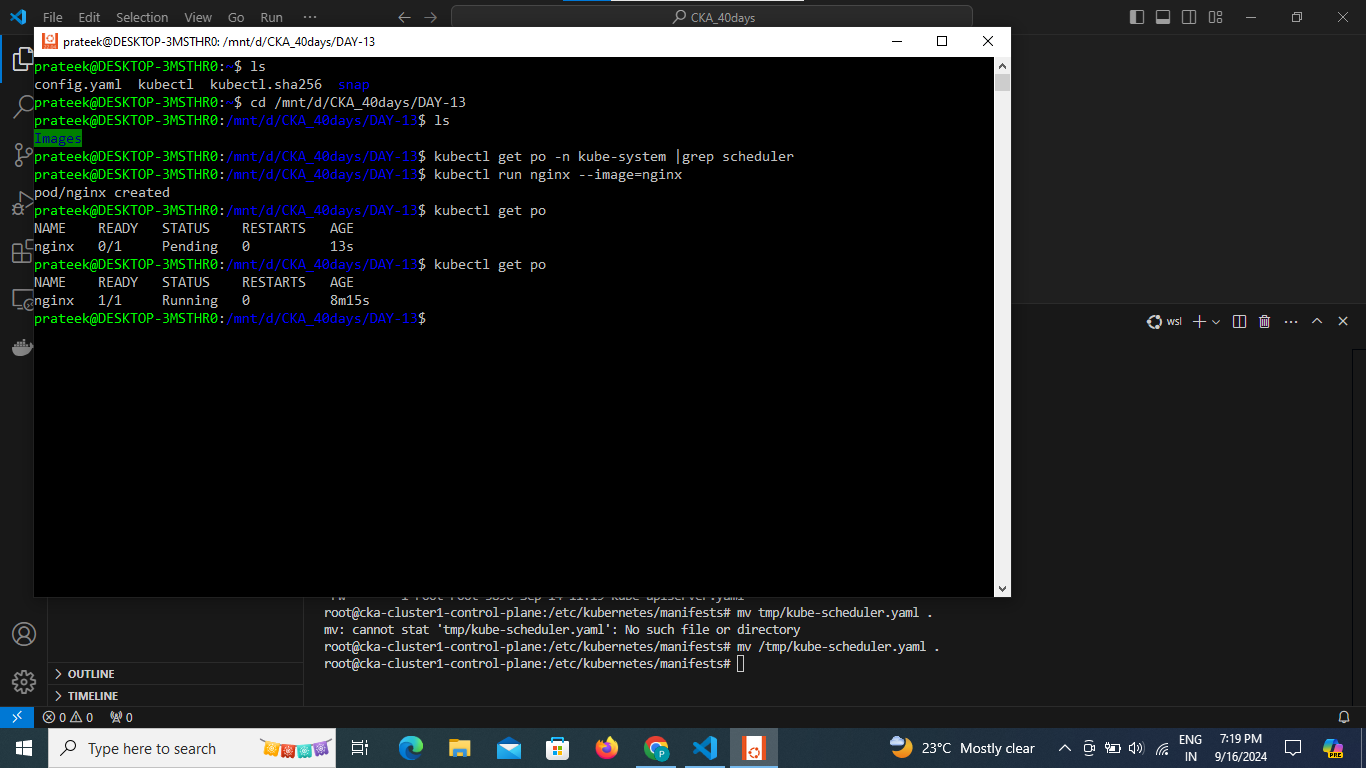 File Edit Selection View Go Run ··· CKA_40days
prateek@DESKTOP-3MSTHR0: /mnt/d/CKA_40days/DAY-13
prateek@DESKTOP-3MSTHR0:~$ ls
config.yaml kubectl kubectl.sha256 snap
prateek@DESKTOP-3MSTHR0:~$ cd /mnt/d/CKA_40days/DAY-13
prateek@DESKTOP-3MSTHR0:/mnt/d/CKA_40days/DAY-13$ ls
Images
prateek@DESKTOP-3MSTHR0:/mnt/d/CKA_40days/DAY-13$ kubectl get po -n kube-system |grep scheduler
prateek@DESKTOP-3MSTHR0:/mnt/d/CKA_40days/DAY-13$ kubectl run nginx --image=nginx
pod/nginx created
prateek@DESKTOP-3MSTHR0:/mnt/d/CKA_40days/DAY-13$ kubectl get po
NAME READY STATUS RESTARTS AGE
nginx 0/1 Pending 0 13s
prateek@DESKTOP-3MSTHR0:/mnt/d/CKA_40days/DAY-13$ kubectl get po
NAME READY STATUS RESTARTS AGE
nginx 1/1 Running 0 8m15s
prateek@DESKTOP-3MSTHR0:/mnt/d/CKA_40days/DAY-13$
wsl
root@cka-cluster1-control-plane:/etc/kubernetes/manifests# mv tmp/kube-scheduler.yaml .
mv: cannot stat 'tmp/kube-scheduler.yaml': No such file or directory
root@cka-cluster1-control-plane:/etc/kubernetes/manifests# mv /tmp/kube-scheduler.yaml .
root@cka-cluster1-control-plane:/etc/kubernetes/manifests#
OUTLINE
TIMELINE
0 0 0
Type here to search
23°C Mostly clear
ENG
IN
7:19 PM
9/16/2024
PRE